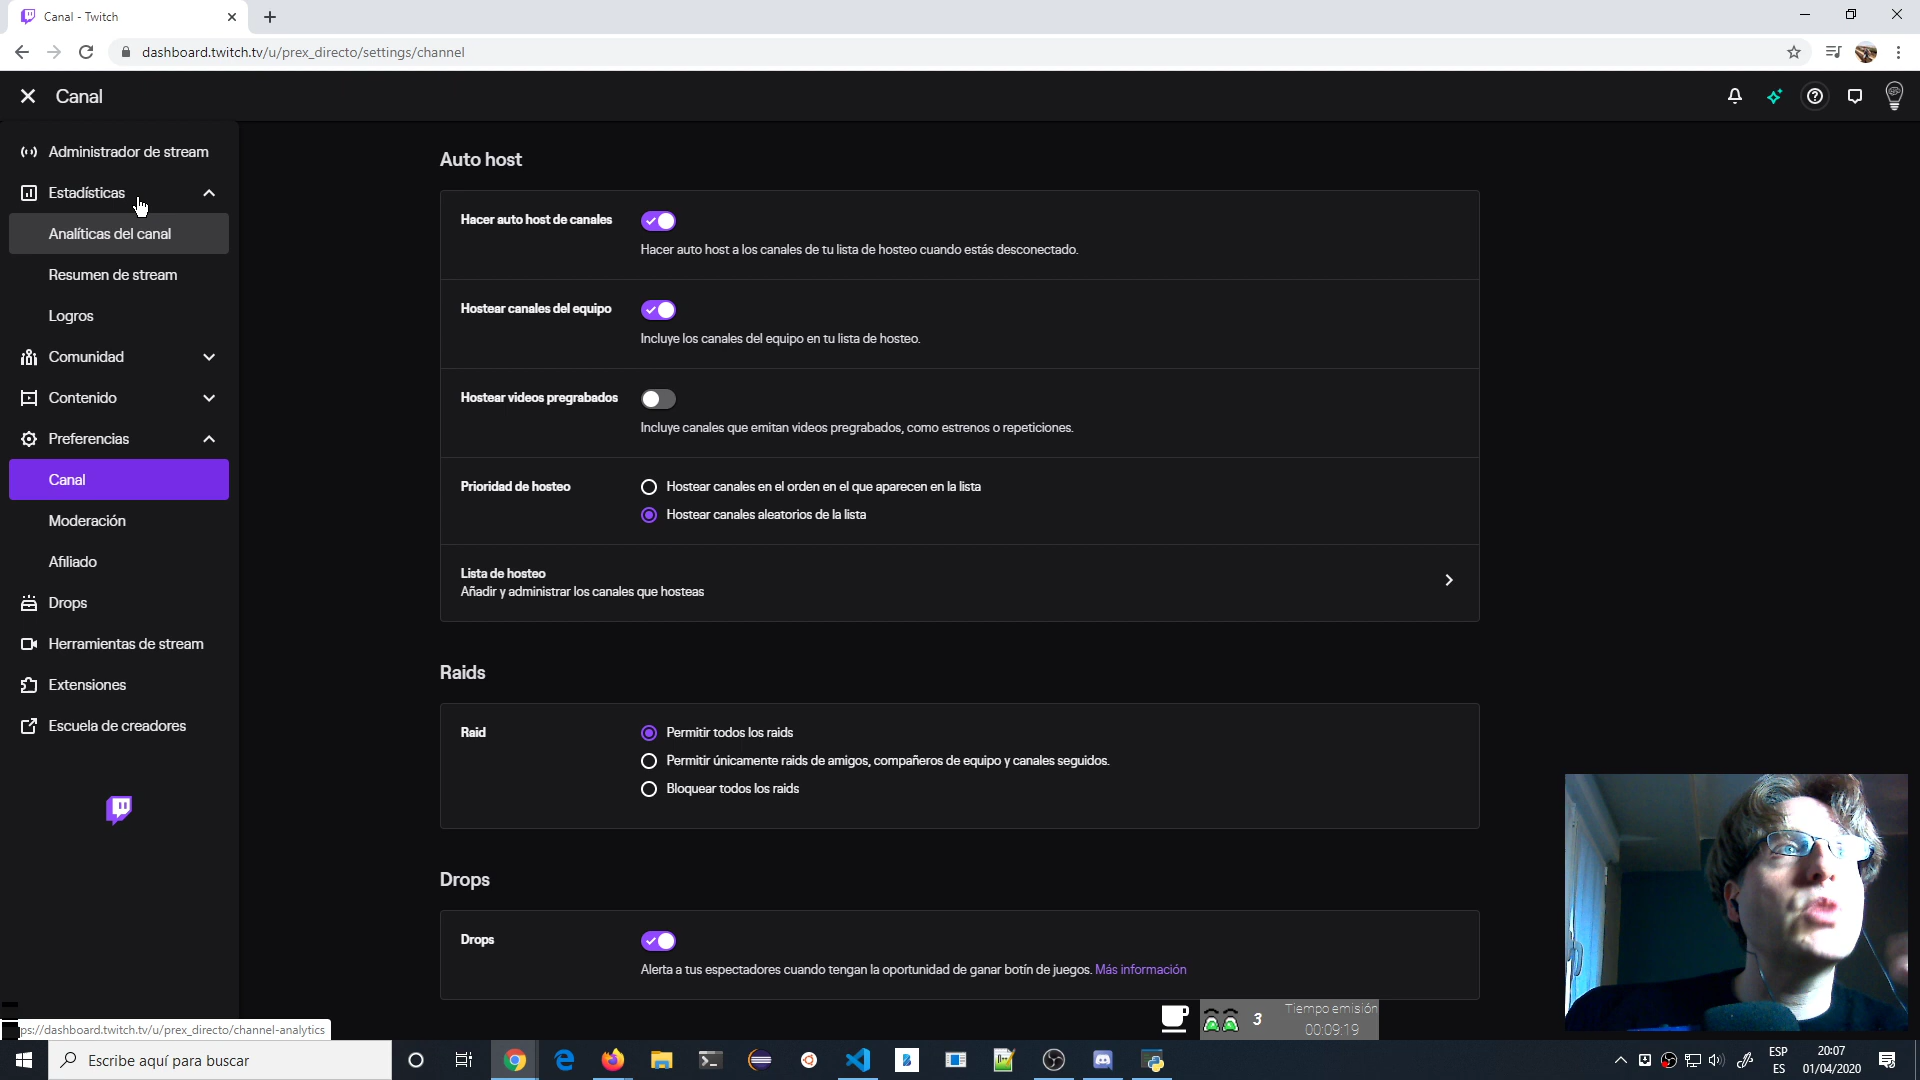 Canal - Twitch
dashboard.twitch.tv/u/prex_directo/settings/channel
Canal
Administrador de stream
Estadísticas
Analíticas del canal
Resumen de stream
Logros
Comunidad
Contenido
Preferencias
Canal
Moderación
Afiliado
Drops
Herramientas de stream
Extensiones
Escuela de creadores
Auto host
Hacer auto host de canales
Hacer auto host a los canales de tu lista de hosteo cuando estás desconectado.
Hostear canales del equipo
Incluye los canales del equipo en tu lista de hosteo.
Hostear videos pregrabados
Incluye canales que emitan videos pregrabados, como estrenos o repeticiones.
Prioridad de hosteo
Hostear canales en el orden en el que aparecen en la lista
Hostear canales aleatorios de la lista
Lista de hosteo
Añadir y administrar los canales que hosteas
Raids
Raid
Permitir todos los raids
Permitir únicamente raids de amigos, compañeros de equipo y canales seguidos.
Bloquear todos los raids
Drops
Drops
Alerta a tus espectadores cuando tengan la oportunidad de ganar botín de juegos. Más información
3
Tiempo emisión
00:09:19
ps://dashboard.twitch.tv/u/prex_directo/channel-analytics
Escribe aquí para buscar
ESP
ES
20:07
01/04/2020